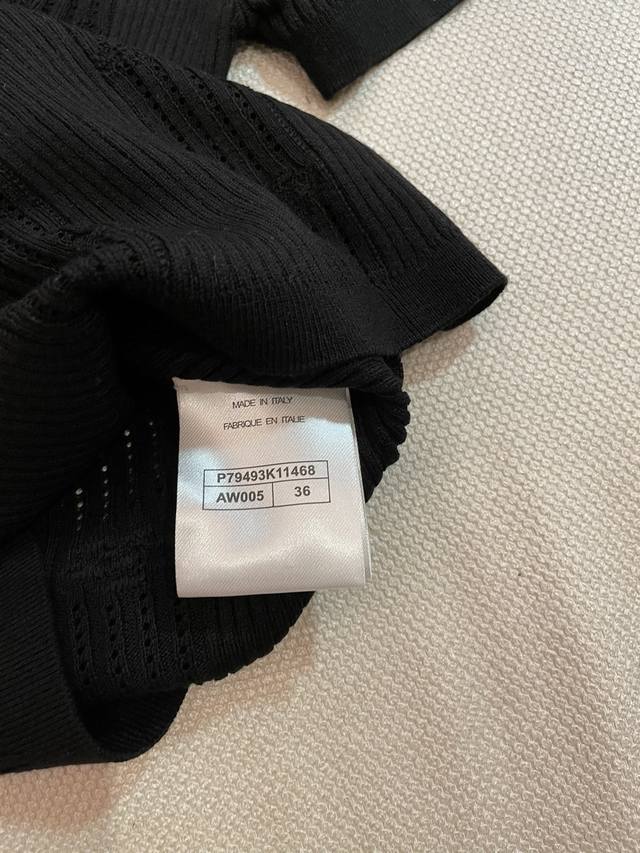 MADE IN ITALY
FABRIQUE EN ITALIE
P79493K11468
AW005 36